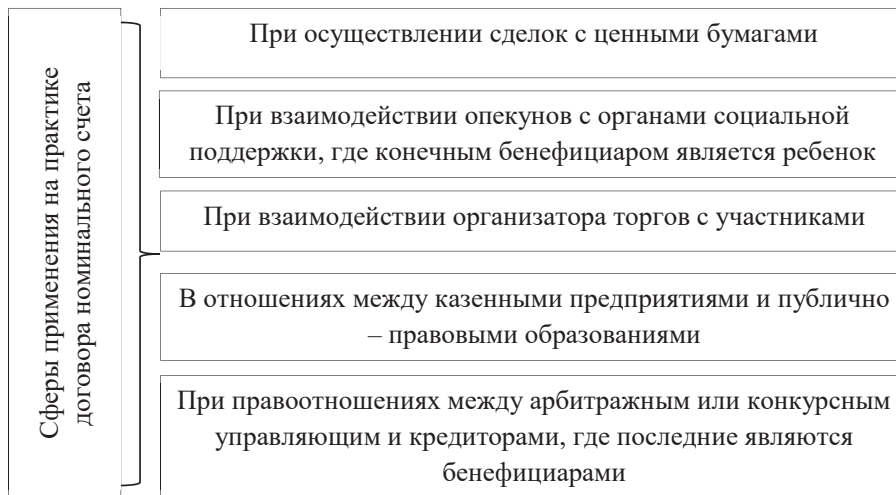 Сферы применения на практике
договора номинального счета
При осуществлении сделок с ценными бумагами
При взаимодействии опекунов с органами социальной
поддержки, где конечным бенефициаром является ребенок
При взаимодействии организатора торгов с участниками
В отношениях между казенными предприятиями и публично
– правовыми образованиями
При правоотношениях между арбитражным или конкурсным
управляющим и кредиторами, где последние являются
бенефициарами